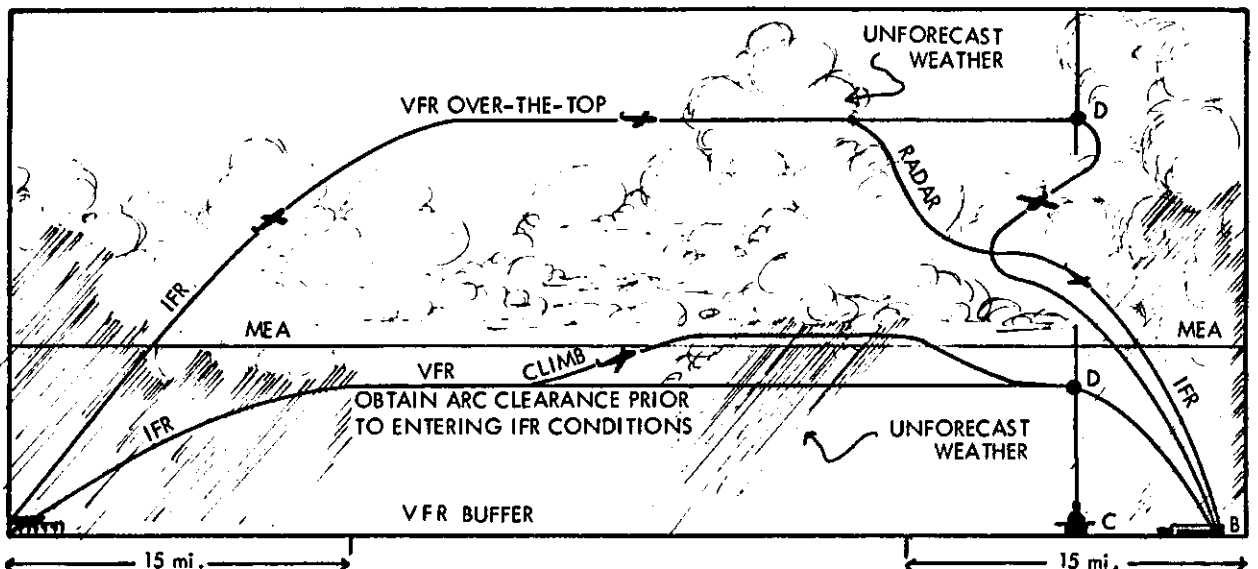 UNFORECAST
WEATHER
VFR OVER-THE-TOP
D
RADAR
IFR
MEA
MEA
CLIMB
VFR
D
IFR
OBTAIN ARC CLEARANCE PRIOR
TO ENTERING IFR CONDITIONS
IFR
UNFORECAST
WEATHER
VFR BUFFER
C
B
15 mi.
15 mi.